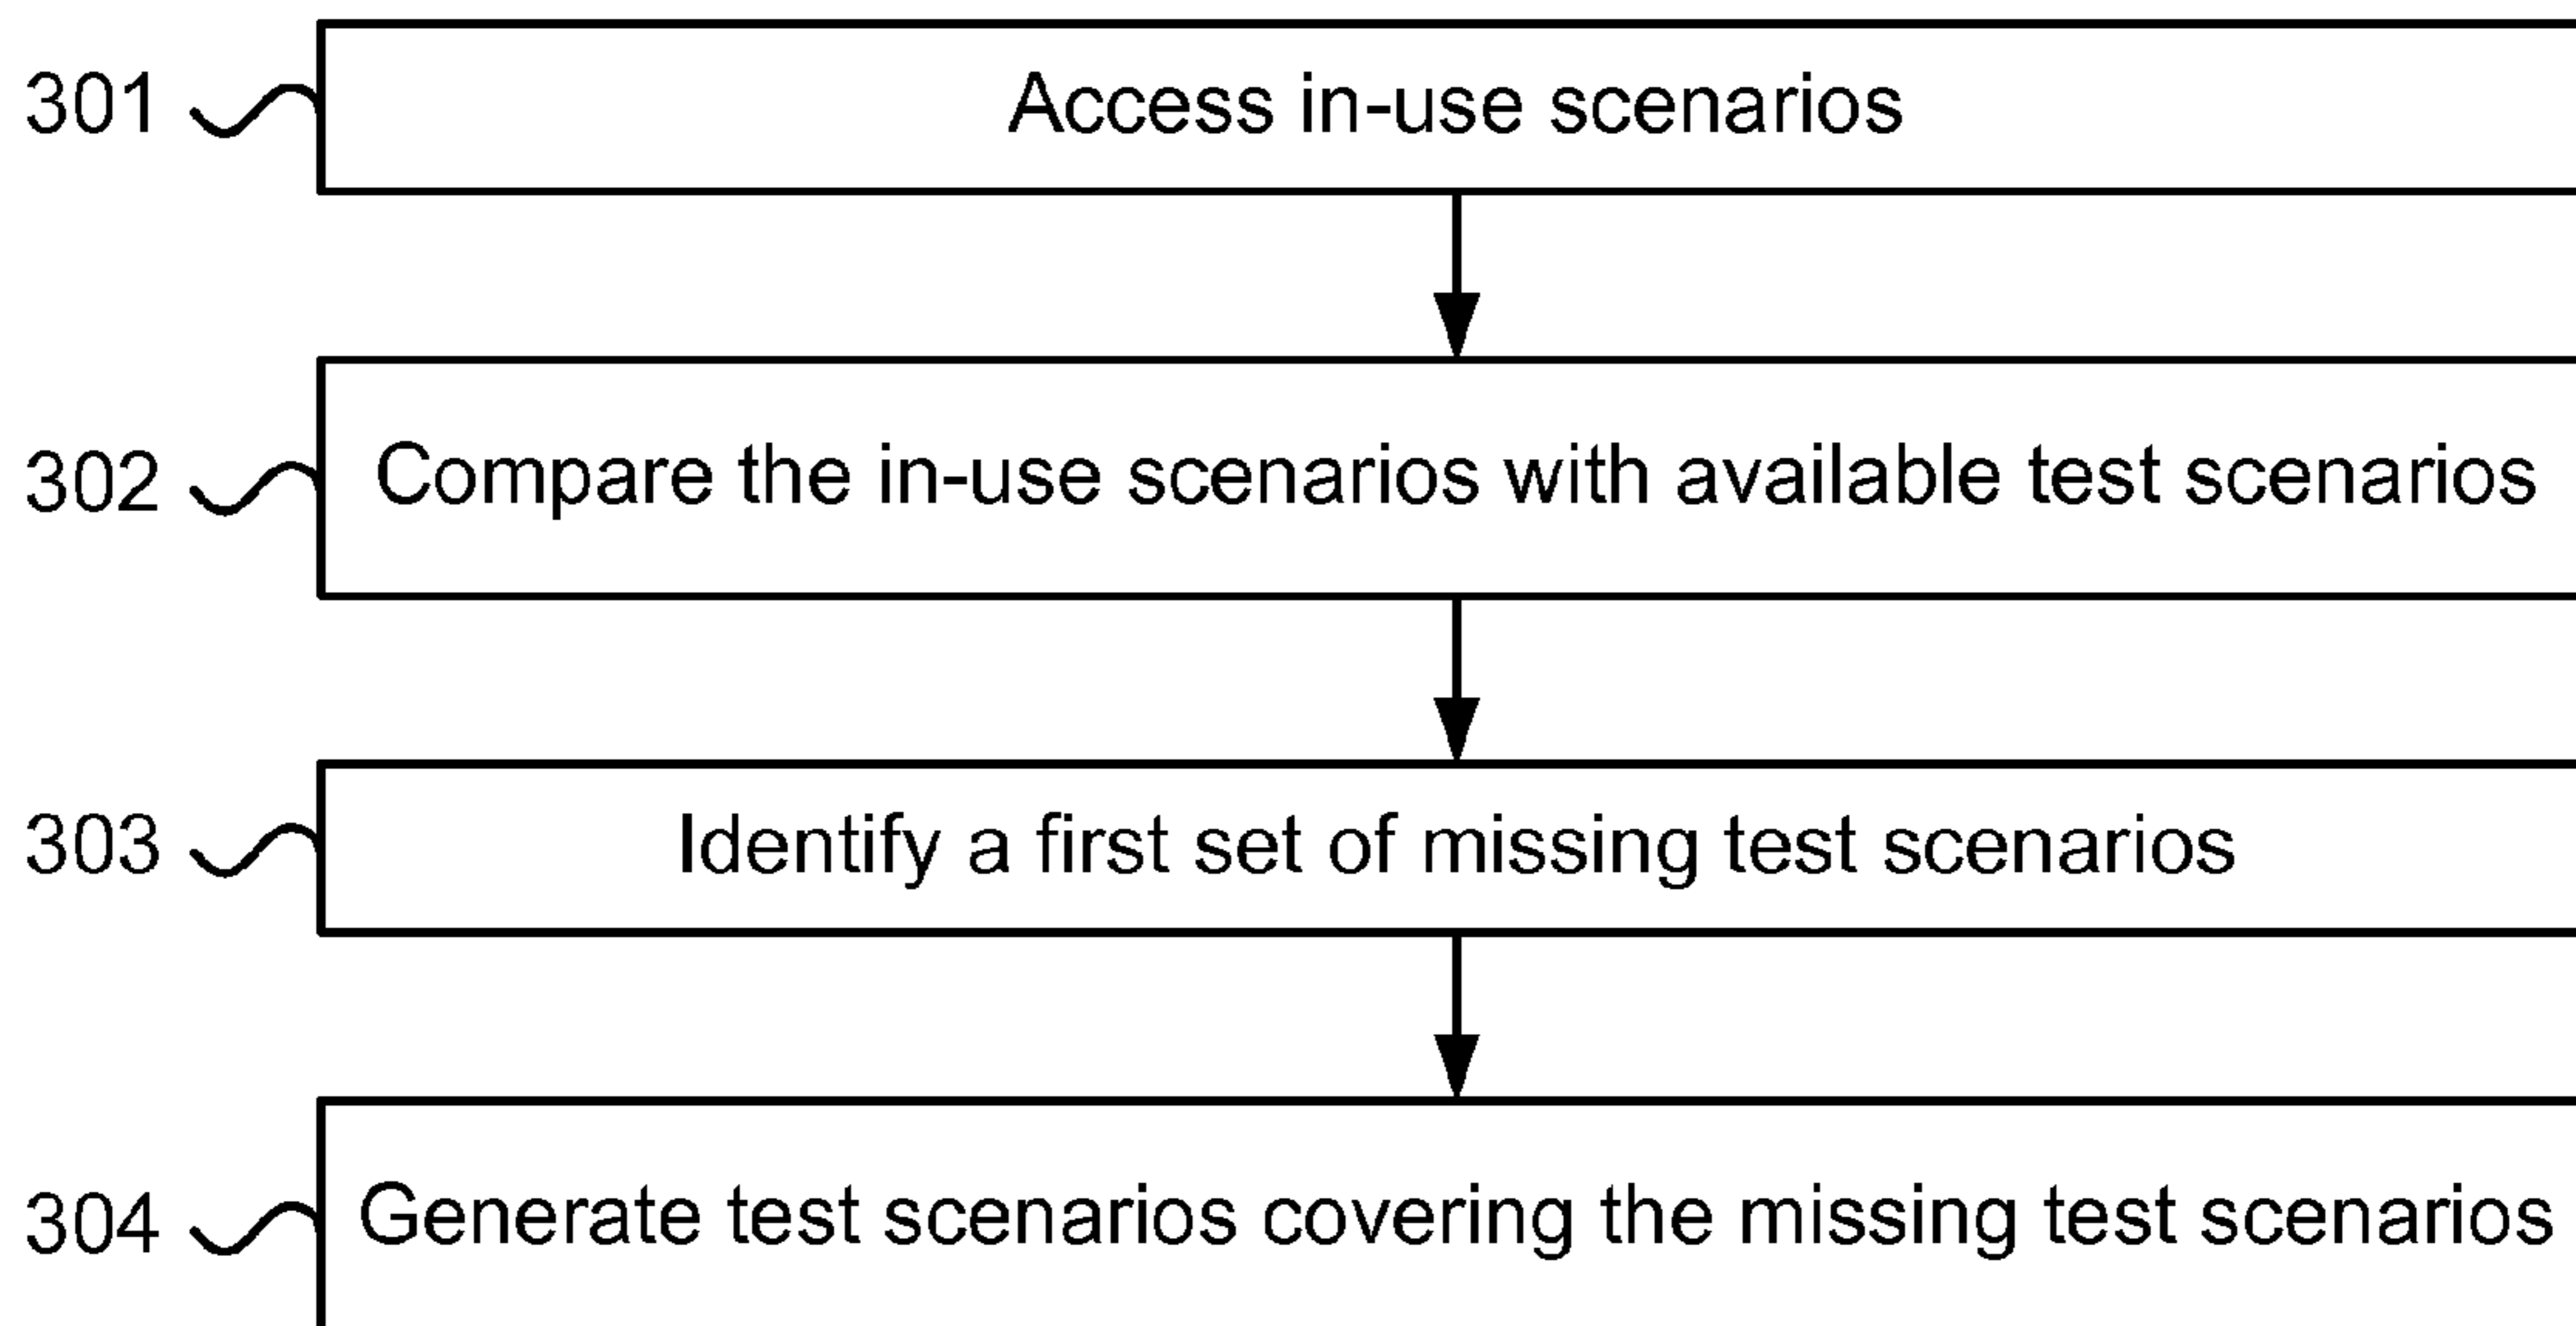 301 Access in-use scenarios
302 Compare the in-use scenarios with available test scenarios
303 Identify a first set of missing test scenarios
304 Generate test scenarios covering the missing test scenarios